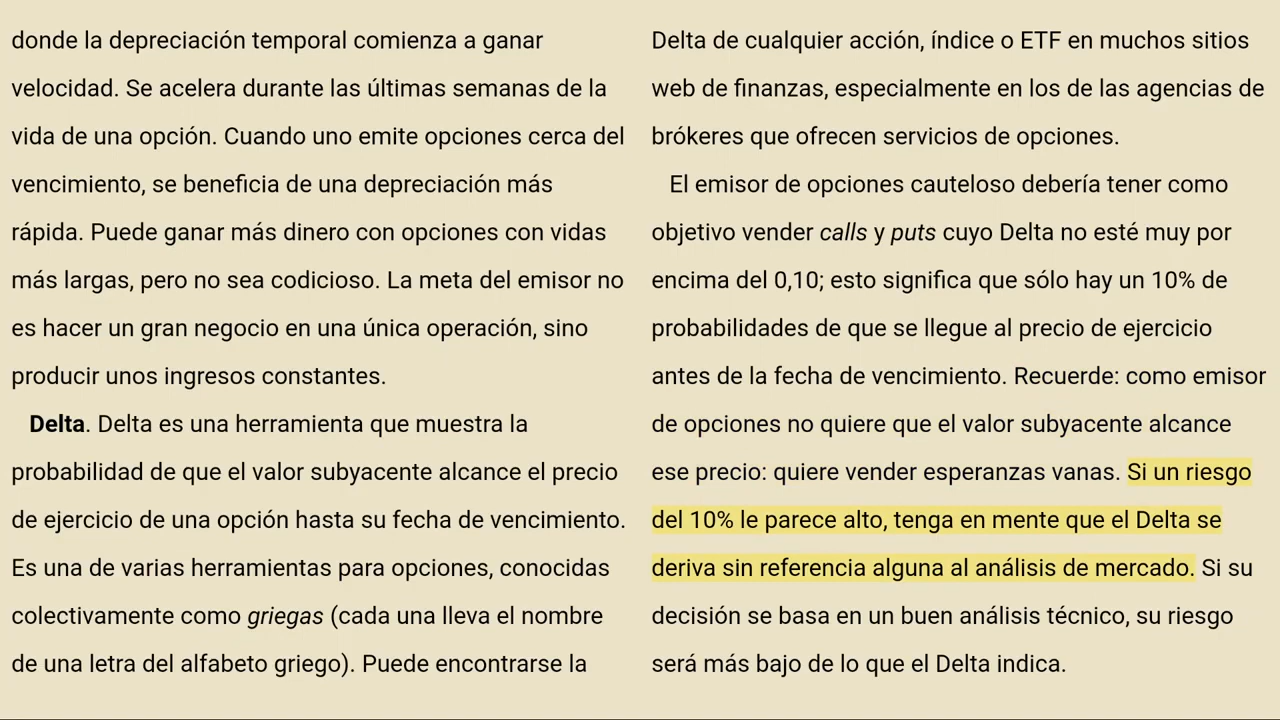 donde la depreciación temporal comienza a ganar
velocidad. Se acelera durante las últimas semanas de la
vida de una opción. Cuando uno emite opciones cerca del
vencimiento, se beneficia de una depreciación más
rápida. Puede ganar más dinero con opciones con vidas
más largas, pero no sea codicioso. La meta del emisor no
es hacer un gran negocio en una única operación, sino
producir unos ingresos constantes.
Delta. Delta es una herramienta que muestra la
probabilidad de que el valor subyacente alcance el precio
de ejercicio de una opción hasta su fecha de vencimiento.
Es una de varias herramientas para opciones, conocidas
colectivamente como griegas (cada una lleva el nombre
de una letra del alfabeto griego). Puede encontrarse la
Delta de cualquier acción, índice o ETF en muchos sitios
web de finanzas, especialmente en los de las agencias de
brókeres que ofrecen servicios de opciones.
El emisor de opciones cauteloso debería tener como
objetivo vender calls y puts cuyo Delta no esté muy por
encima del 0,10; esto significa que sólo hay un 10% de
probabilidades de que se llegue al precio de ejercicio
antes de la fecha de vencimiento. Recuerde: como emisor
de opciones no quiere que el valor subyacente alcance
ese precio: quiere vender esperanzas vanas. Si un riesgo
del 10% le parece alto, tenga en mente que el Delta se
deriva sin referencia alguna al análisis de mercado. Si su
decisión se basa en un buen análisis técnico, su riesgo
será más bajo de lo que el Delta indica.